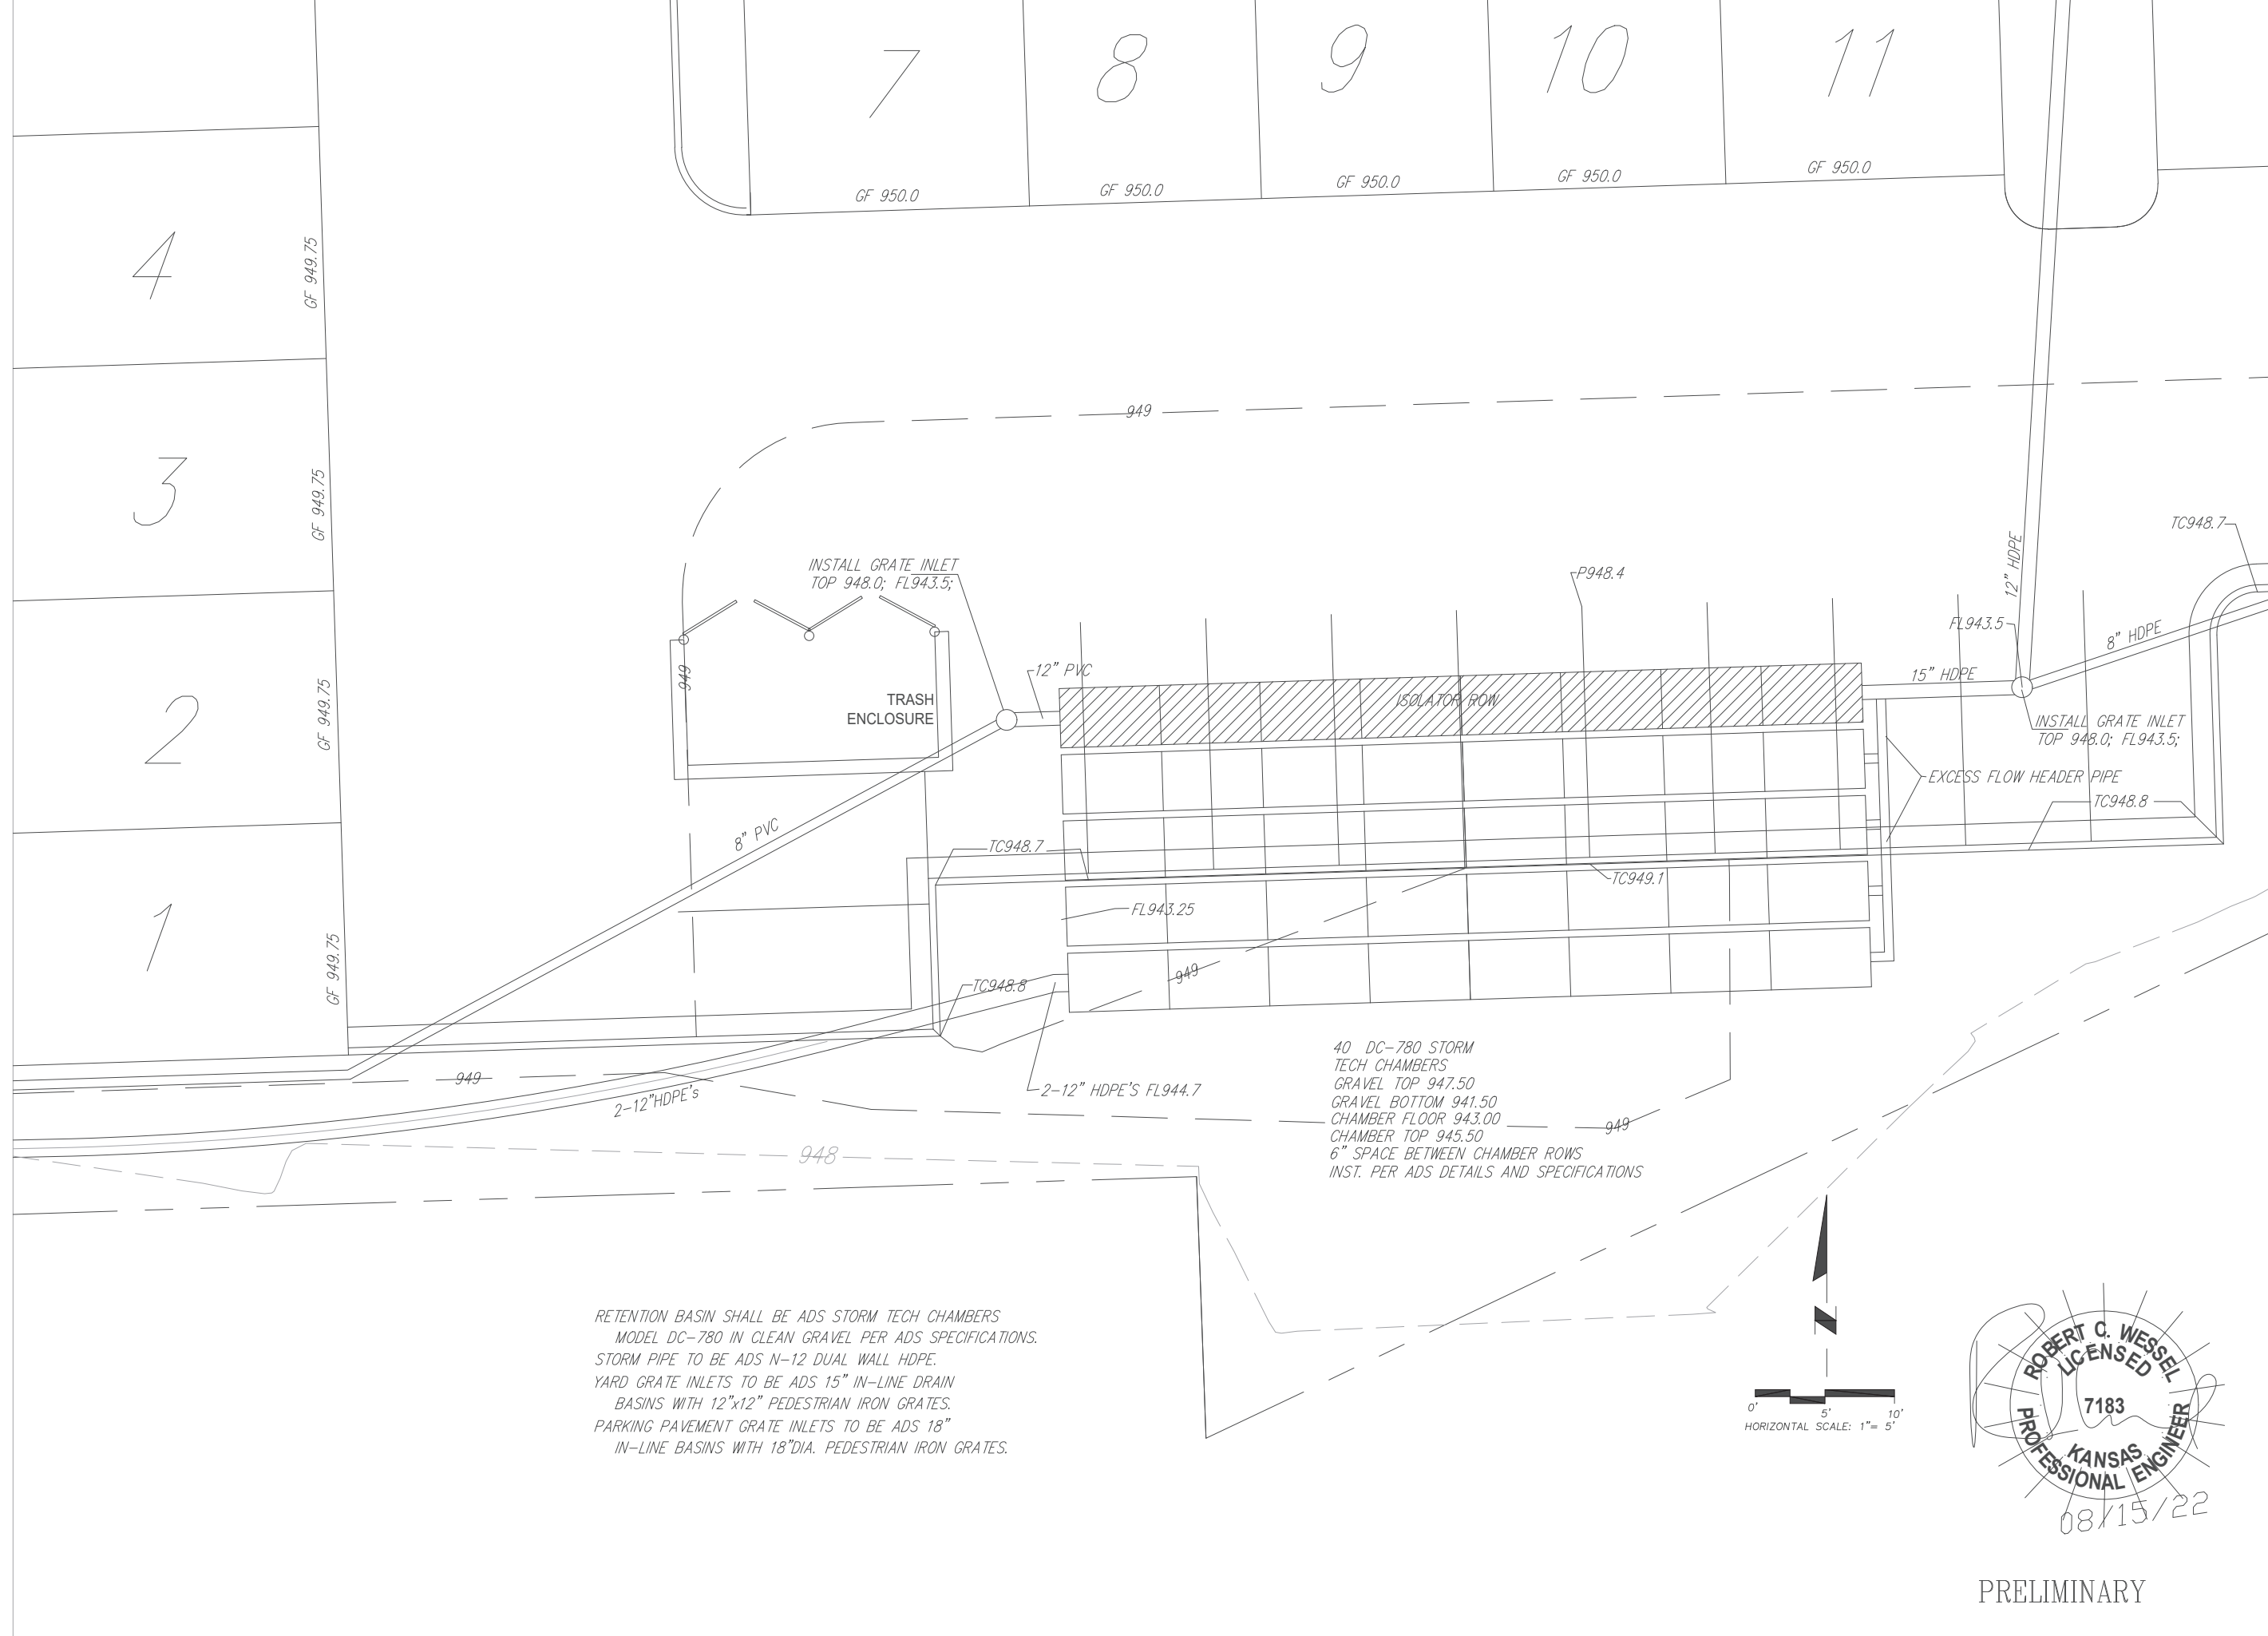 7
8
9
10
11
GF 950.0
GF 950.0
GF 950.0
GF 950.0
GF 950.0
4
GF 949.75
3
GF 949.75
2
GF 949.75
1
GF 949.75
949
949
INSTALL GRATE INLET
TOP 948.0; FL943.5;
TRASH
ENCLOSURE
12" PVC
8" PVC
ISOLATOR ROW
P948.4
12" HDPE
TC948.7
FL943.5
8" HDPE
15" HDPE
INSTALL GRATE INLET
TOP 948.0; FL943.5;
EXCESS FLOW HEADER PIPE
TC948.8
TC948.7
TC949.1
FL943.25
949
TC948.8
2-12" HDPE'S FL944.7
949
2-12"HDPE's
948
40 DC-780 STORM
TECH CHAMBERS
GRAVEL TOP 947.50
GRAVEL BOTTOM 941.50
CHAMBER FLOOR 943.00
CHAMBER TOP 945.50
6" SPACE BETWEEN CHAMBER ROWS
INST. PER ADS DETAILS AND SPECIFICATIONS
949
RETENTION BASIN SHALL BE ADS STORM TECH CHAMBERS
MODEL DC-780 IN CLEAN GRAVEL PER ADS SPECIFICATIONS.
STORM PIPE TO BE ADS N-12 DUAL WALL HDPE.
YARD GRATE INLETS TO BE ADS 15" IN-LINE DRAIN
BASINS WITH 12"x12" PEDESTRIAN IRON GRATES.
PARKING PAVEMENT GRATE INLETS TO BE ADS 18"
IN-LINE BASINS WITH 18"DIA. PEDESTRIAN IRON GRATES.
N
0' 5' 10'
HORIZONTAL SCALE: 1"= 5'
ROBERT C. WESSEL
LICENSED
7183
KANSAS
PROFESSIONAL ENGINEER
08/15/22
PRELIMINARY